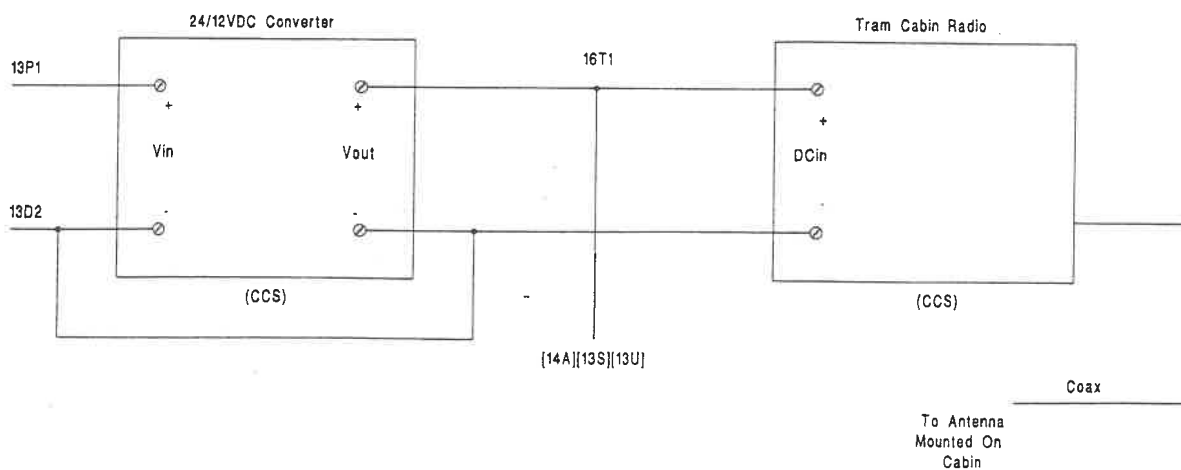 24/12VDC Converter
Tram Cabin Radio
13P1
16T1
+
+
+
Vin
Vout
DCin
13D2
-
-
-
(CCS)
(CCS)
[14A][13S][13U]
Coax
To Antenna
Mounted On
Cabin